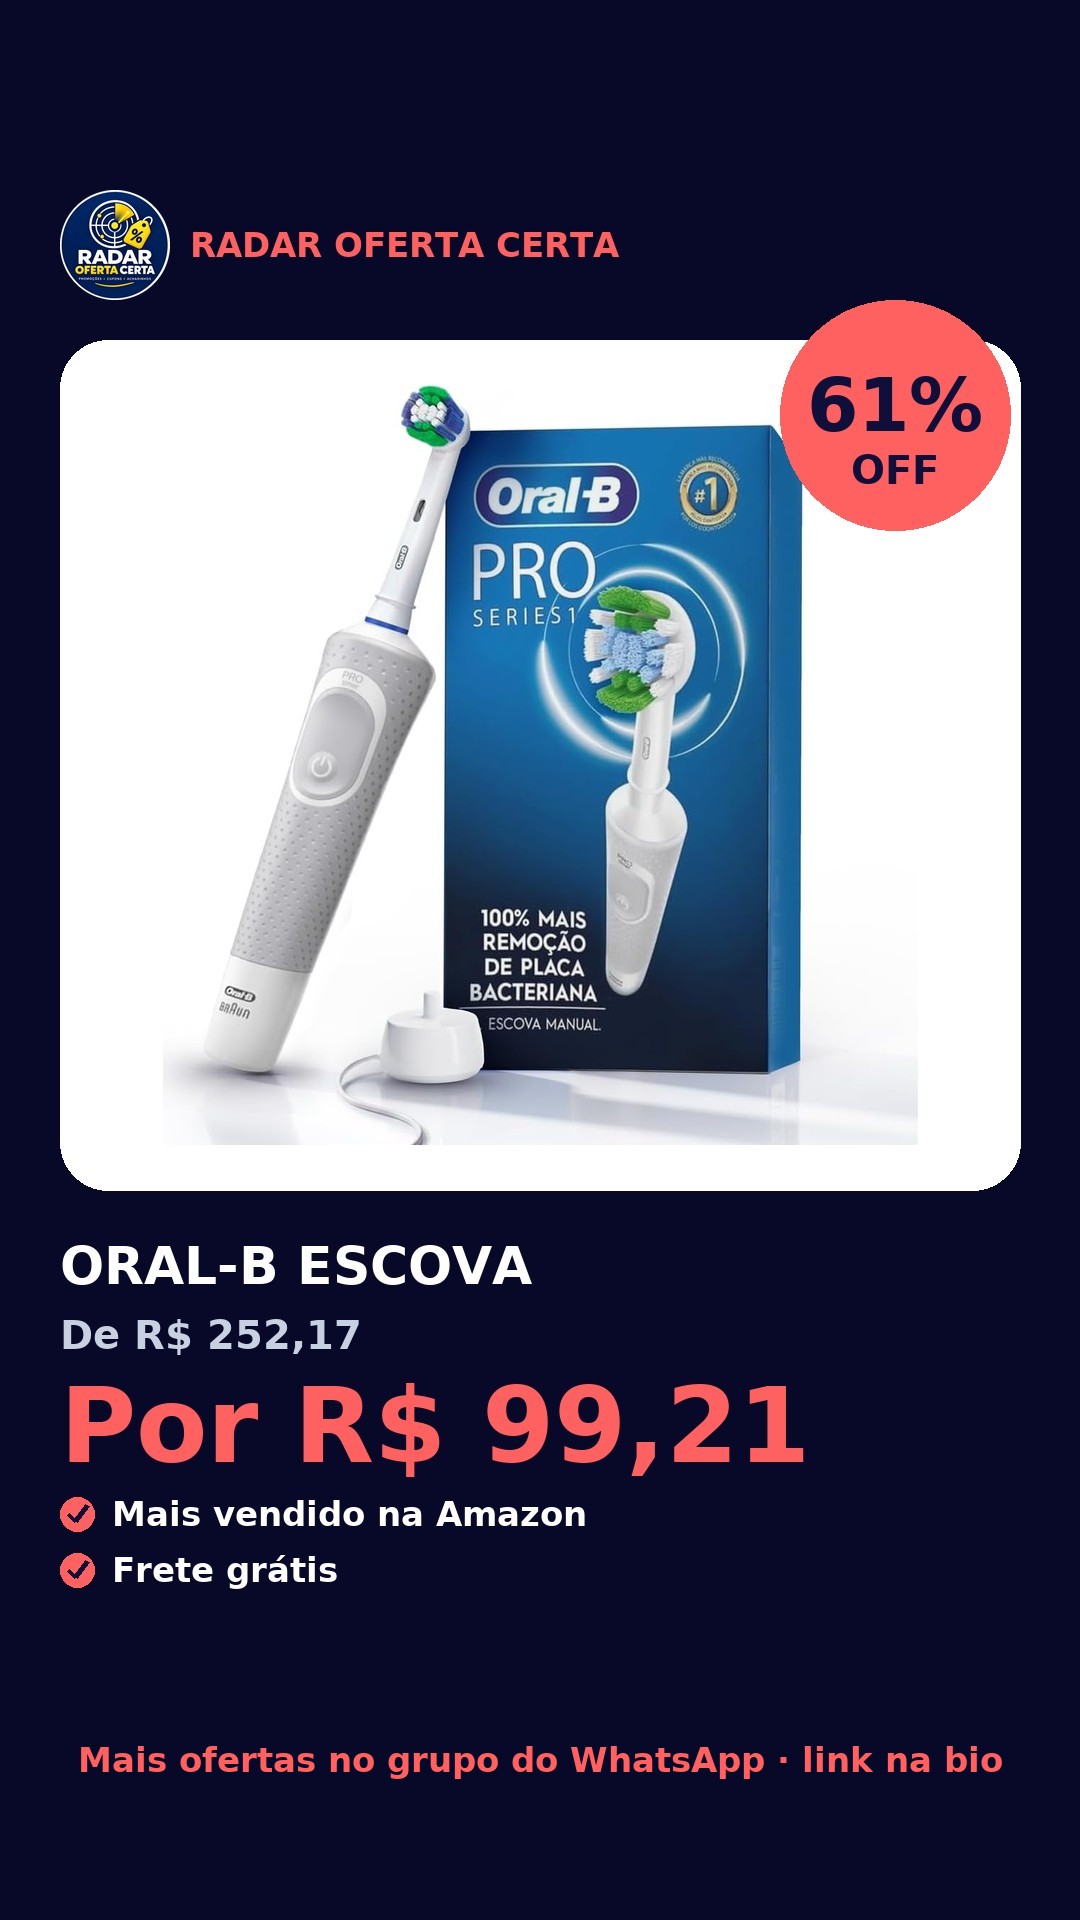 RADAR
OFERTA CERTA
RADAR OFERTA CERTA
61%
OFF
Oral-B
#1
PRO
SERIES 1
PRO
Oral-B
Oral-B
BRAUN
100% MAIS
REMOÇÃO
DE PLACA
BACTERIANA
ESCOVA MANUAL.
ORAL-B ESCOVA
De R$ 252,17
Por R$ 99,21
Mais vendido na Amazon
Frete grátis
Mais ofertas no grupo do WhatsApp · link na bio